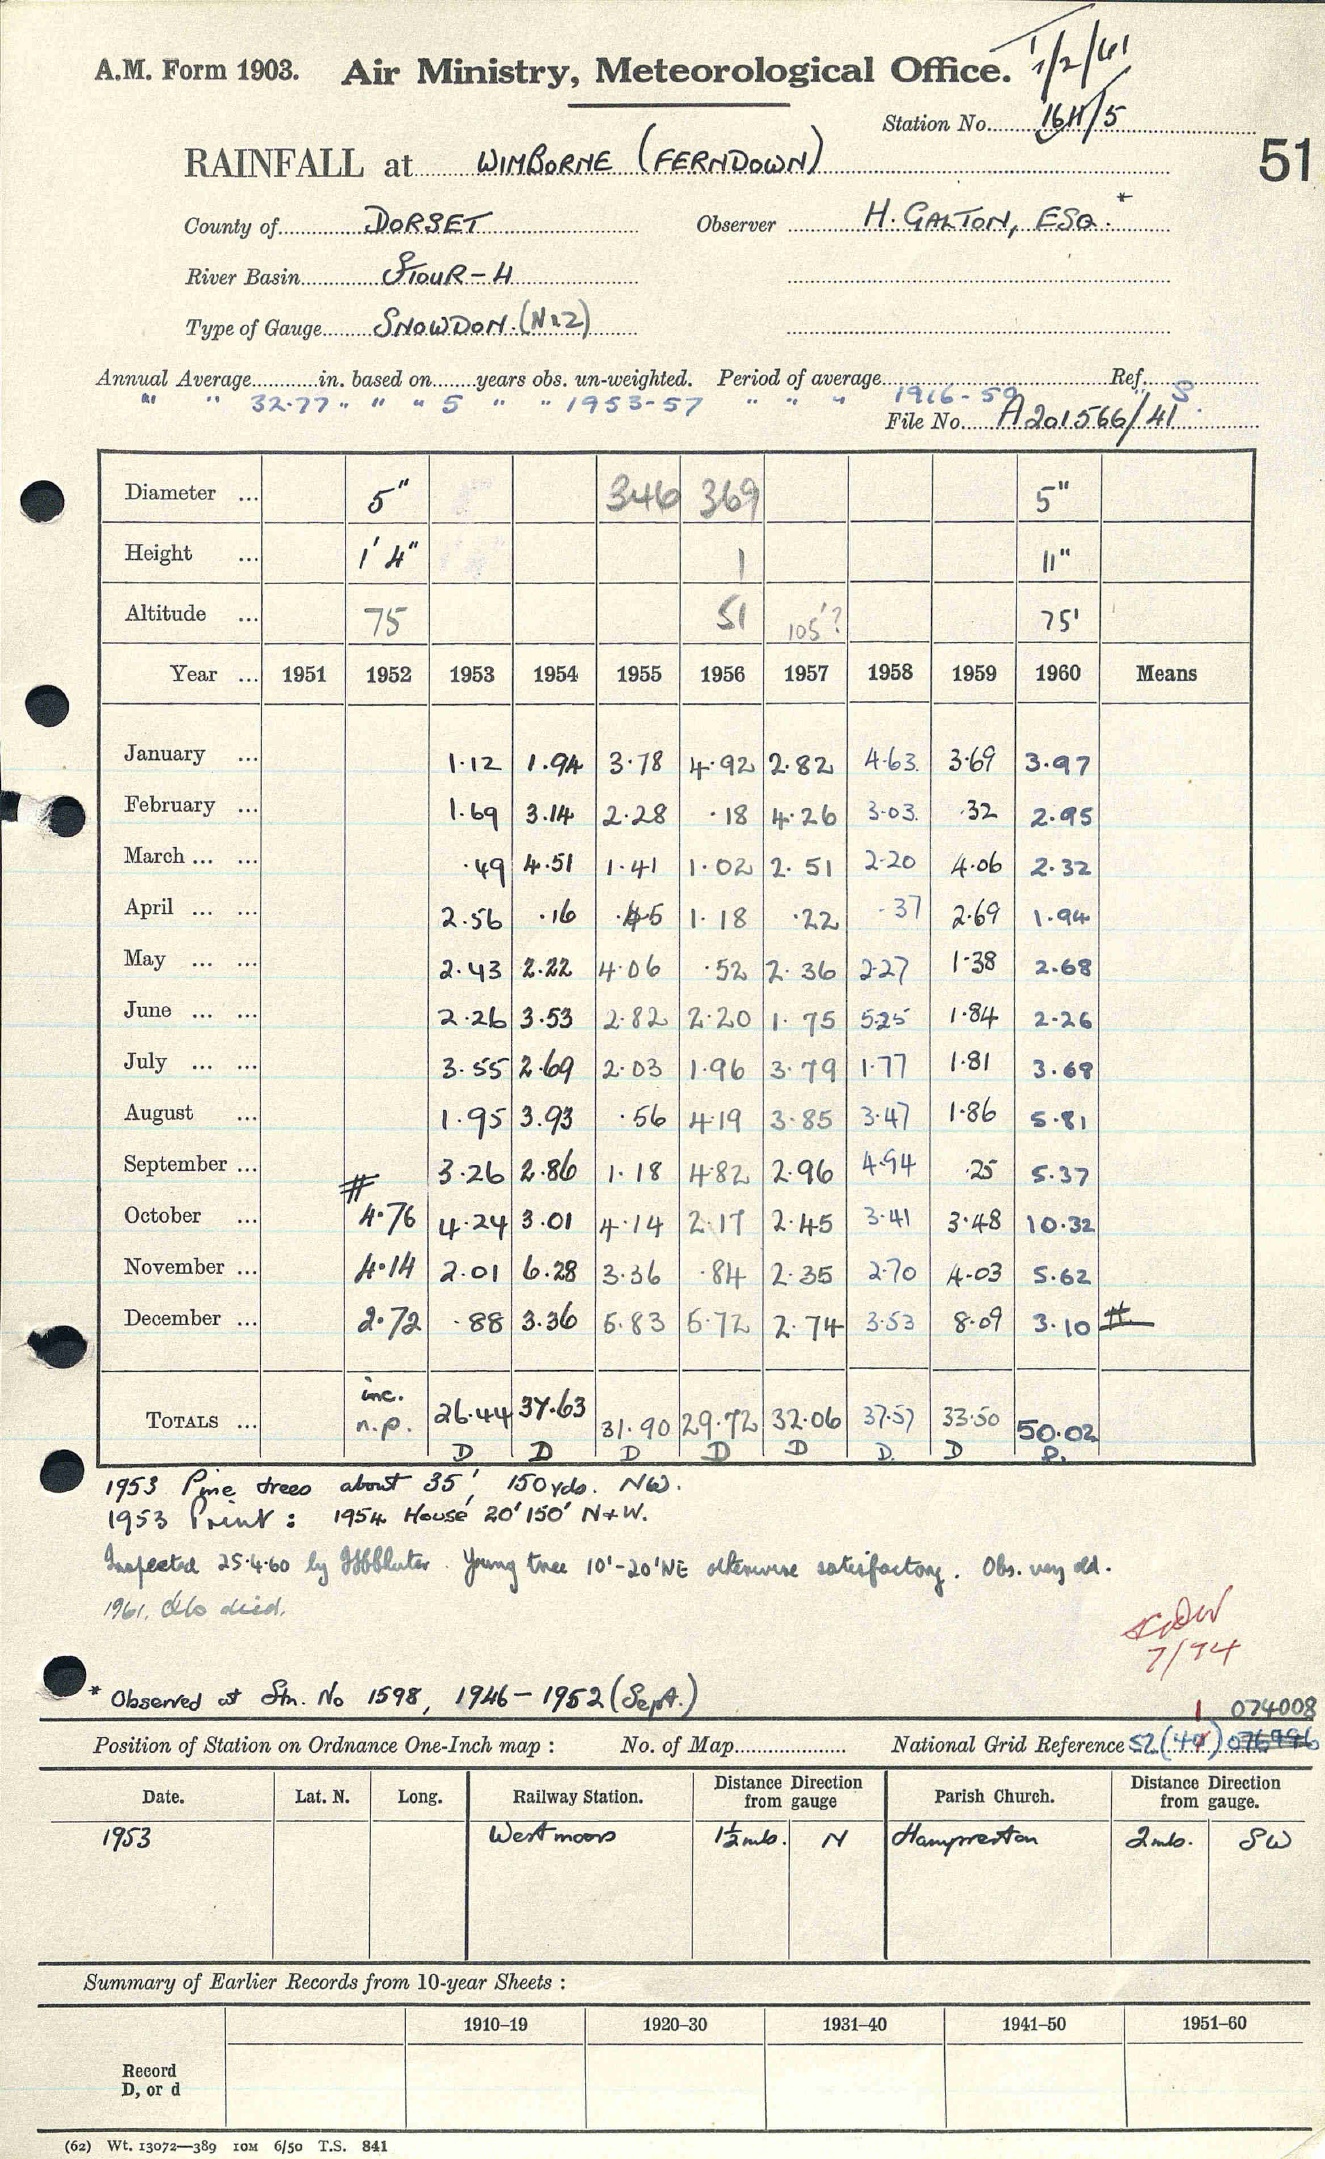 1/2/61
A.M. Form 1903. Air Ministry, Meteorological Office.
Station No. 16H/5
51
RAINFALL at WIMBORNE (FERNDOWN)
County of DORSET Observer H. GALTON, ESQ. *
River Basin STOUR-H
Type of Gauge SNOWDON. (N12)
Annual Average in. based on years obs. un-weighted. Period of average Ref.
" " 32.77 " " " 5 " " 1953-57 " " " 1916-50 " S.
File No. A201566/41
Diameter ... 5" 346 369 5"
Height ... 1' 4" 1 11"
Altitude ... 75 51 105'? 75'
Year ... 1951 1952 1953 1954 1955 1956 1957 1958 1959 1960 Means
January ... 1.12 1.94 3.78 4.92 2.82 4.63 3.69 3.97
February ... 1.69 3.14 2.28 .18 4.26 3.03 .32 2.95
March ... ... .49 4.51 1.41 1.02 2.51 2.20 4.06 2.32
April ... ... 2.56 .16 .45 1.18 .22 .37 2.69 1.94
May ... ... 2.43 2.22 4.06 .52 2.36 2.27 1.38 2.68
June ... ... 2.26 3.53 2.82 2.20 1.75 5.25 1.84 2.26
July ... ... 3.55 2.69 2.03 1.96 3.79 1.77 1.81 3.68
August ... 1.95 3.93 .56 4.19 3.85 3.47 1.86 5.81
September ... 3.26 2.86 1.18 4.82 2.96 4.94 .25 5.37
October ... # 4.76 4.24 3.01 4.14 2.17 2.45 3.41 3.48 10.32
November ... 4.14 2.01 6.28 3.36 .84 2.35 2.70 4.03 5.62
December ... 2.72 .88 3.36 5.83 5.72 2.74 3.53 8.09 3.10 #
TOTALS ... inc. n.p. 26.44 37.63 31.90 29.72 32.06 37.57 33.50 50.02
D D D D D D. D
1953 Pine trees about 35', 150yds. NW.
1953 Print: 1954 House 20' 150' N+W.
Inspected 25.4.60 by Young tree 10'-20'NE otherwise satisfactory. Obs. very old.
1961. Obs died.
7/74
* Observed at Stn. No 1598, 1946-1952 (Sept.)
1 074008
Position of Station on Ordnance One-Inch map : No. of Map National Grid Reference SZ(40) 076996
Date. Lat. N. Long. Railway Station. Distance Direction from gauge Parish Church. Distance Direction from gauge.
1953 West moors 1½mls. N Hampreston 2mls. SW
Summary of Earlier Records from 10-year Sheets :
1910–19 1920–30 1931–40 1941–50 1951–60
Record
D, or d
(62) Wt. 13072—389 10M 6/50 T.S. 841